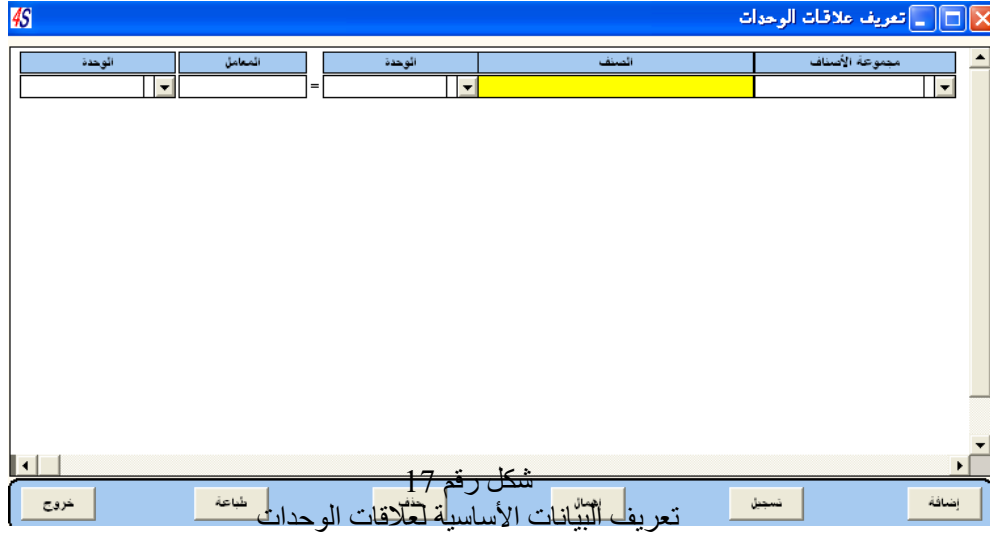 تعريف علاقات الوحدات 4S
مجموعة الأصناف الصنف الوحدة المعامل الوحدة
=
شكل رقم 17
إضافة تسجيل إهمال حذف طباعة خروج
تعريف البيانات الأساسية لعلاقات الوحدات